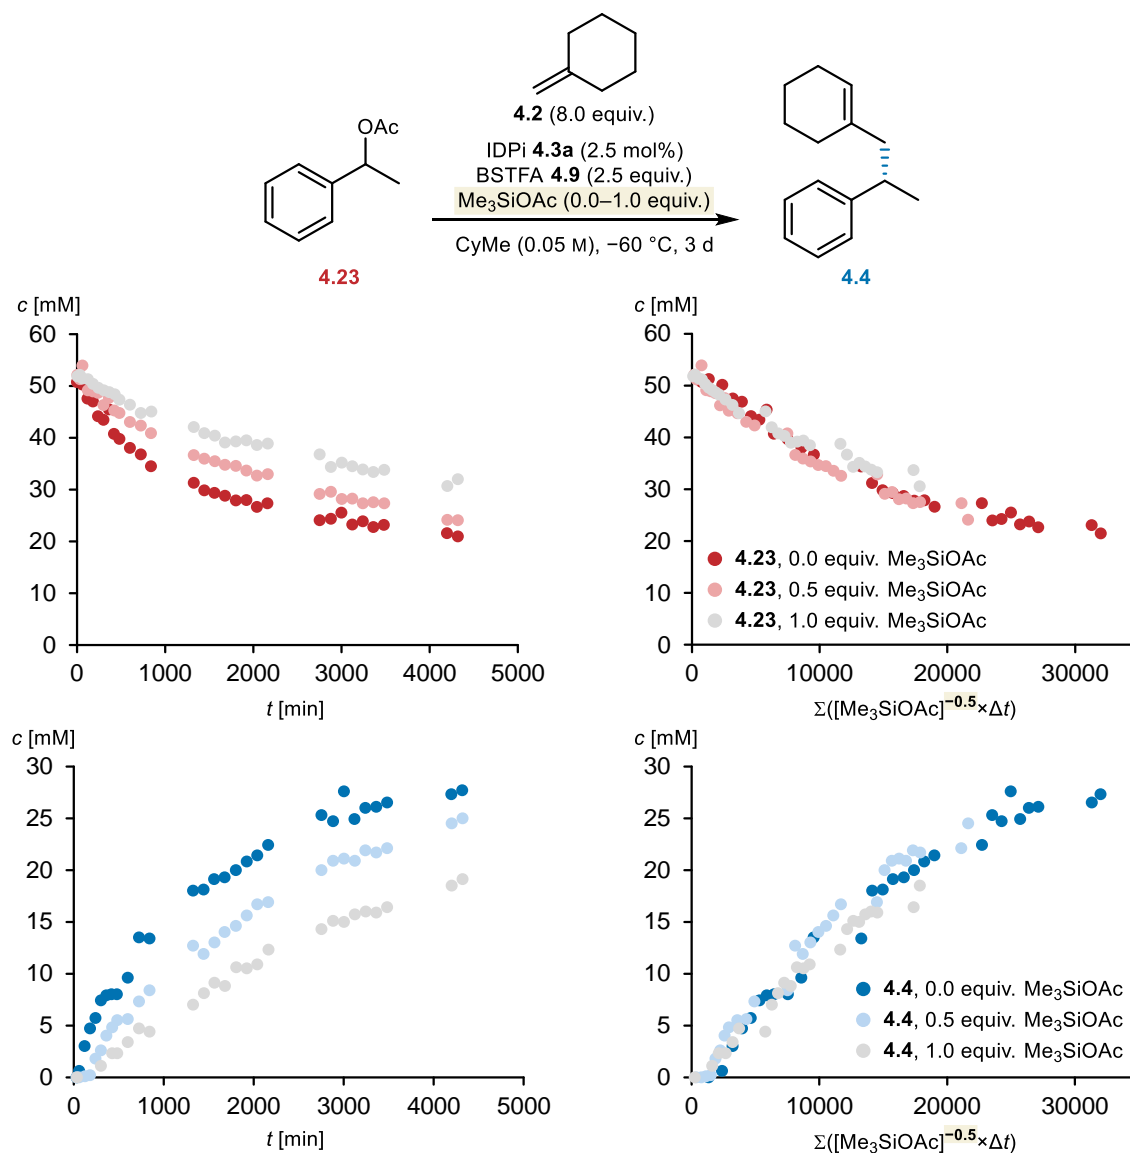 4.2 (8.0 equiv.)
OAc
IDPi 4.3a (2.5 mol%)
BSTFA 4.9 (2.5 equiv.)
Me₃SiOAc (0.0–1.0 equiv.)
CyMe (0.05 M), −60 °C, 3 d
4.23
4.4
c [mM]
60
50
40
30
20
10
0
0 1000 2000 3000 4000 5000
t [min]
c [mM]
60
50
40
30
20
10
0
4.23, 0.0 equiv. Me₃SiOAc
4.23, 0.5 equiv. Me₃SiOAc
4.23, 1.0 equiv. Me₃SiOAc
0 10000 20000 30000
Σ([Me₃SiOAc]⁻⁰·⁵×Δt)
c [mM]
30
25
20
15
10
5
0
0 1000 2000 3000 4000 5000
t [min]
c [mM]
30
25
20
15
10
5
0
4.4, 0.0 equiv. Me₃SiOAc
4.4, 0.5 equiv. Me₃SiOAc
4.4, 1.0 equiv. Me₃SiOAc
0 10000 20000 30000
Σ([Me₃SiOAc]⁻⁰·⁵×Δt)